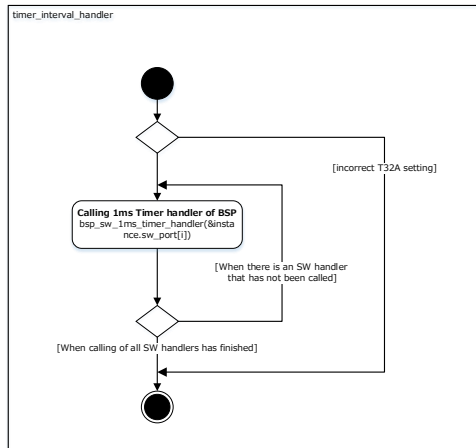 timer_interval_handler
[incorrect T32A setting]
Calling 1ms Timer handler of BSP
bsp_sw_1ms_timer_handler(&insta
nce.sw_port[i])
[When there is an SW handler
that has not been called]
[When calling of all SW handlers has finished]